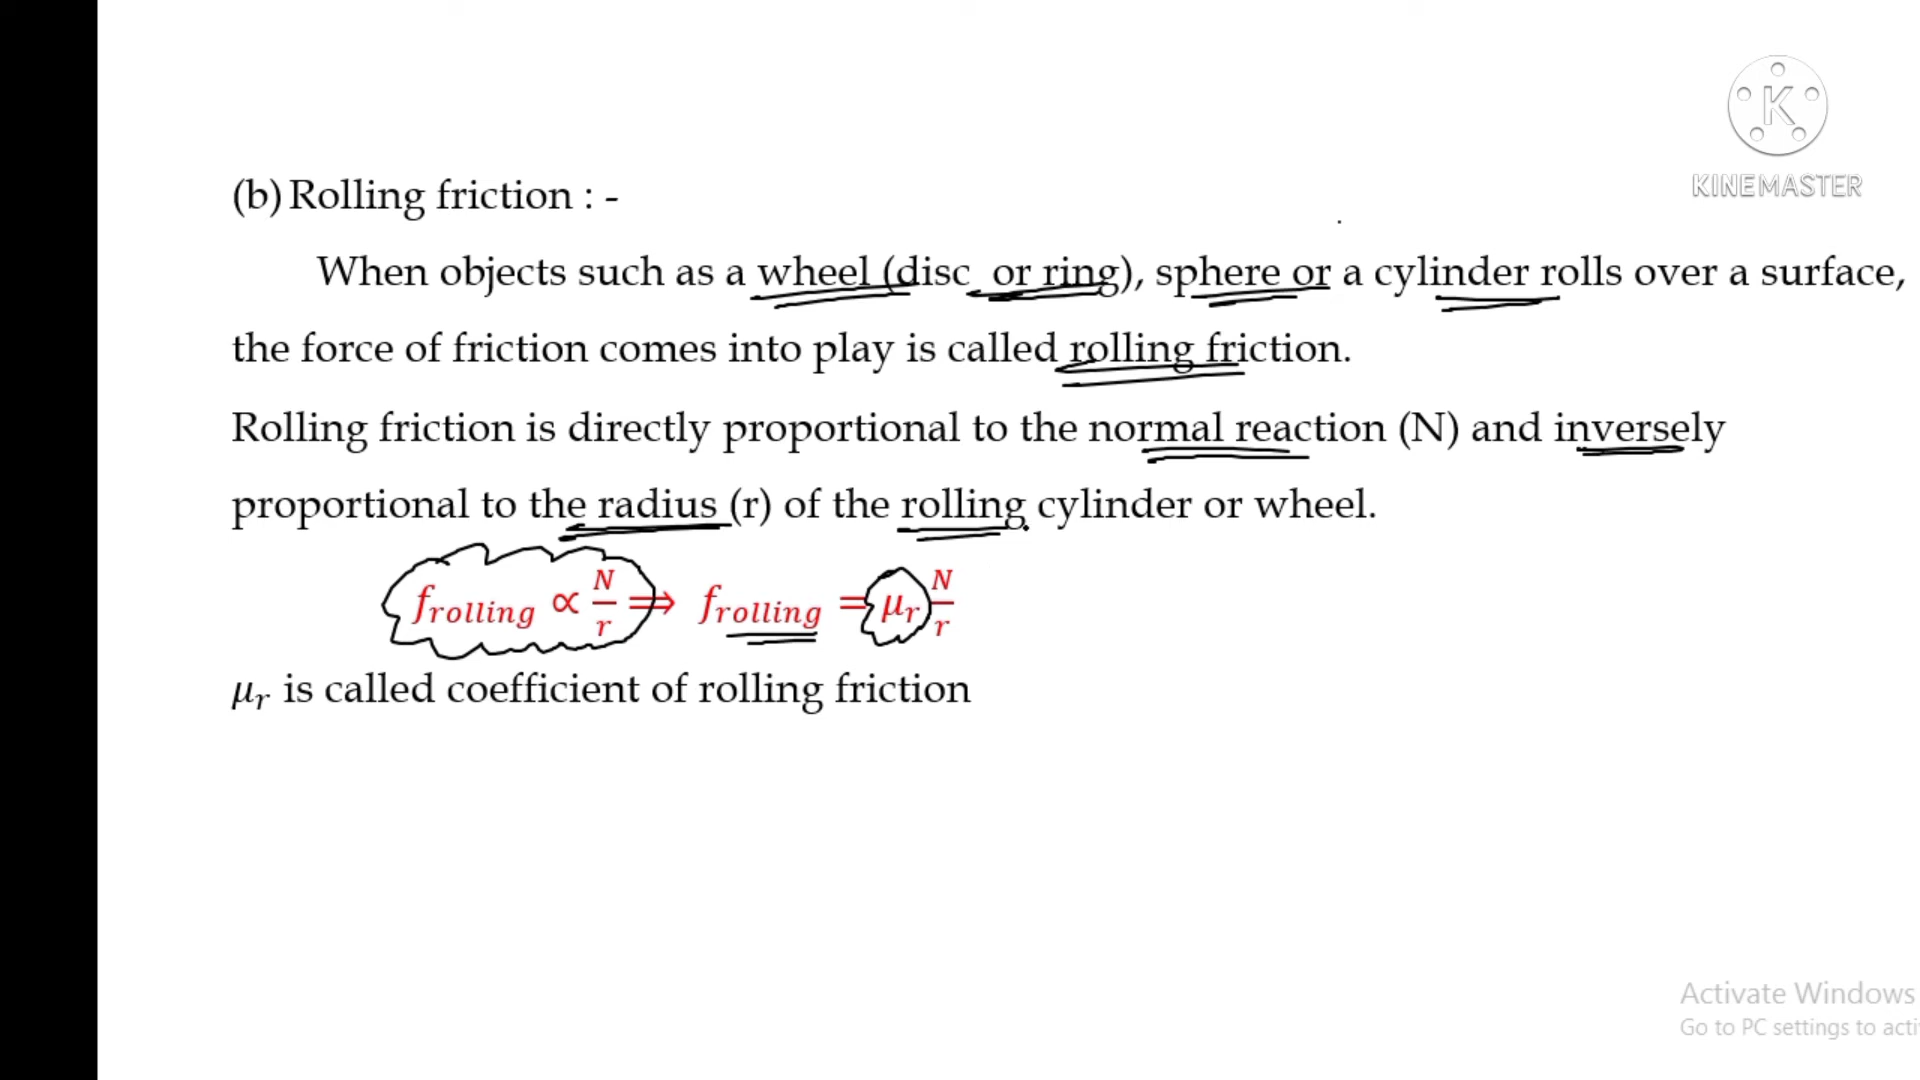 K
KINEMASTER
(b) Rolling friction : -
When objects such as a wheel (disc or ring), sphere or a cylinder rolls over a surface,
the force of friction comes into play is called rolling friction.
Rolling friction is directly proportional to the normal reaction (N) and inversely
proportional to the radius (r) of the rolling cylinder or wheel.
f_rolling ∝ N/r ⟹ f_rolling = μ_r N/r
μ_r is called coefficient of rolling friction
Activate Windows
Go to PC settings to acti